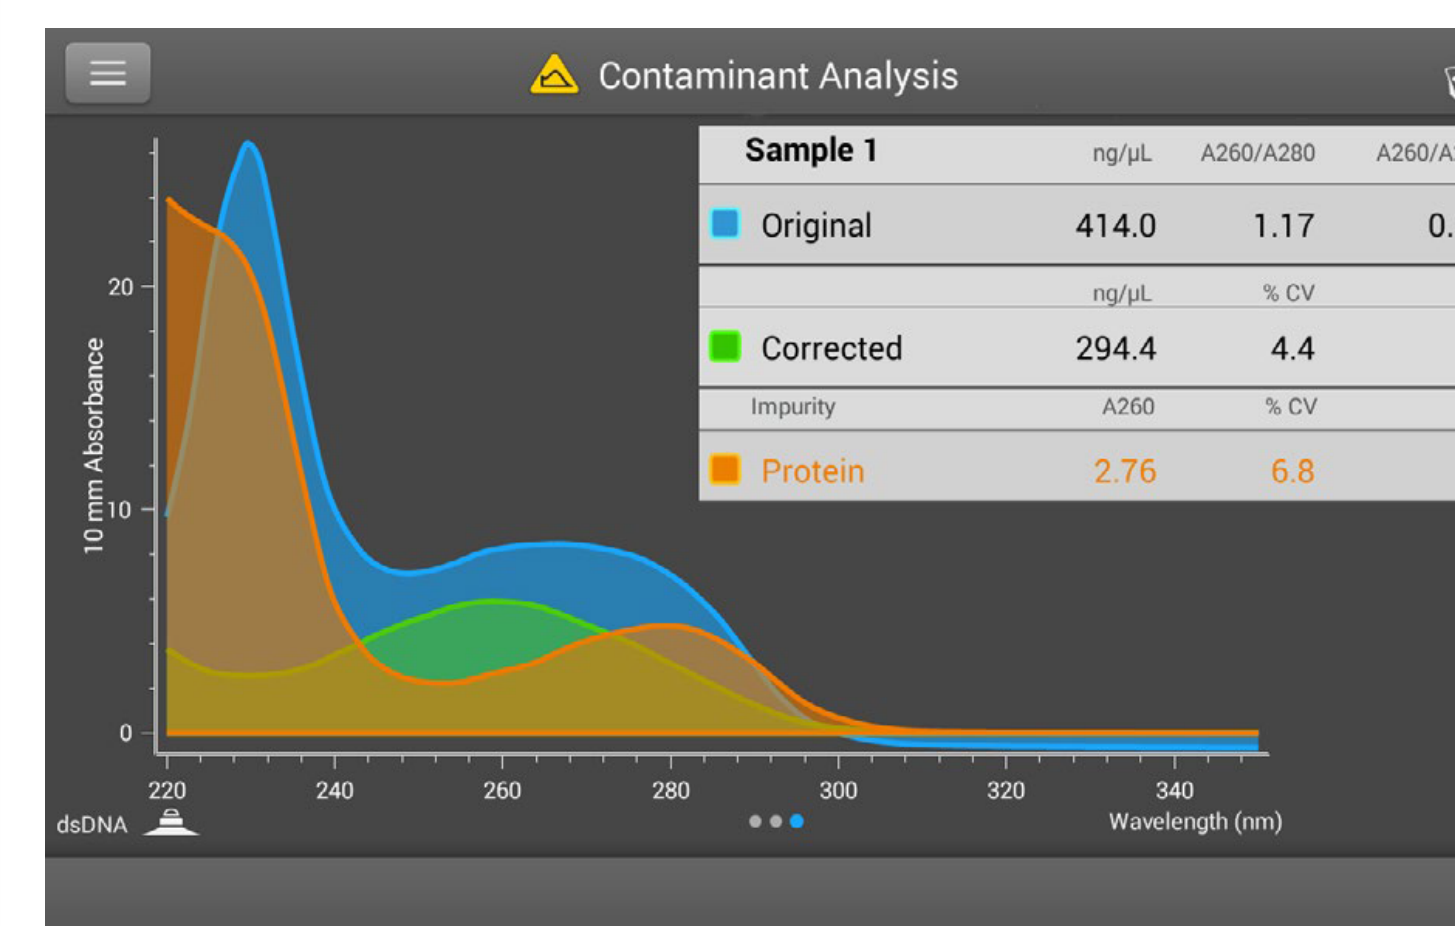 Contaminant Analysis
Sample 1 ng/µL A260/A280
Original 414.0 1.17
ng/µL % CV
Corrected 294.4 4.4
Impurity A260 % CV
Protein 2.76 6.8
10 mm Absorbance
20
10
0
220 240 260 280 300 320 340
dsDNA
Wavelength (nm)